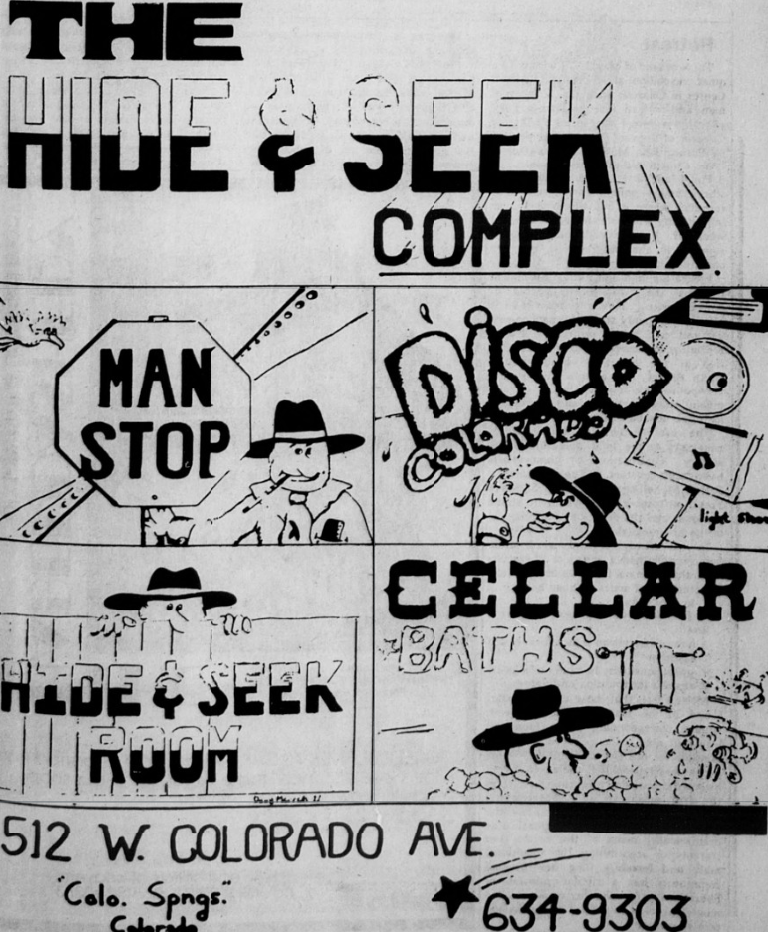 THE
HIDE & SEEK
COMPLEX.
MAN
STOP
DISCO
COLORADO
light
HIDE & SEEK
ROOM
CELLAR
BATHS
512 W. COLORADO AVE.
"Colo. Spngs."
Colorado
634-9303